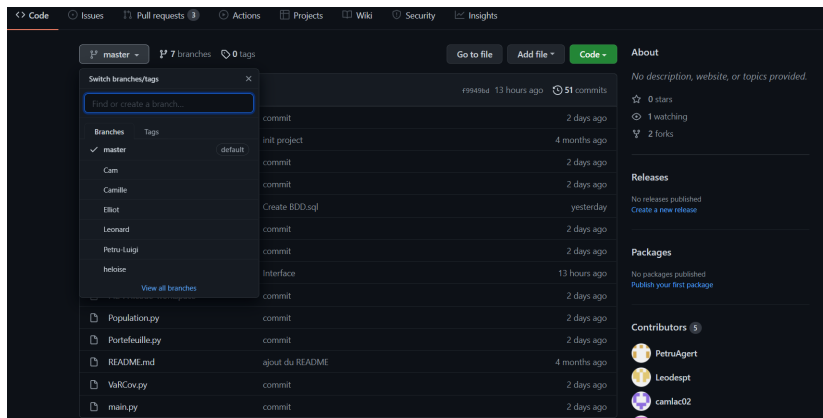 Code Issues Pull requests 3 Actions Projects Wiki Security Insights
master 7 branches 0 tags Go to file Add file Code
Switch branches/tags
Find or create a branch...
Branches Tags
master default
Cam
Camille
Elliot
Leonard
Petru-Luigi
heloise
View all branches
f9949bd 13 hours ago 51 commits
commit 2 days ago
init project 4 months ago
commit 2 days ago
commit 2 days ago
Create BDD.sql yesterday
commit 2 days ago
commit 2 days ago
Interface 13 hours ago
commit 2 days ago
Population.py commit 2 days ago
Portefeuille.py commit 2 days ago
README.md ajout du README 4 months ago
VaRCov.py commit 2 days ago
main.py commit 2 days ago
About
No description, website, or topics provided.
0 stars
1 watching
2 forks
Releases
No releases published
Create a new release
Packages
No packages published
Publish your first package
Contributors 5
PetruAgert
Leodespt
camlac02